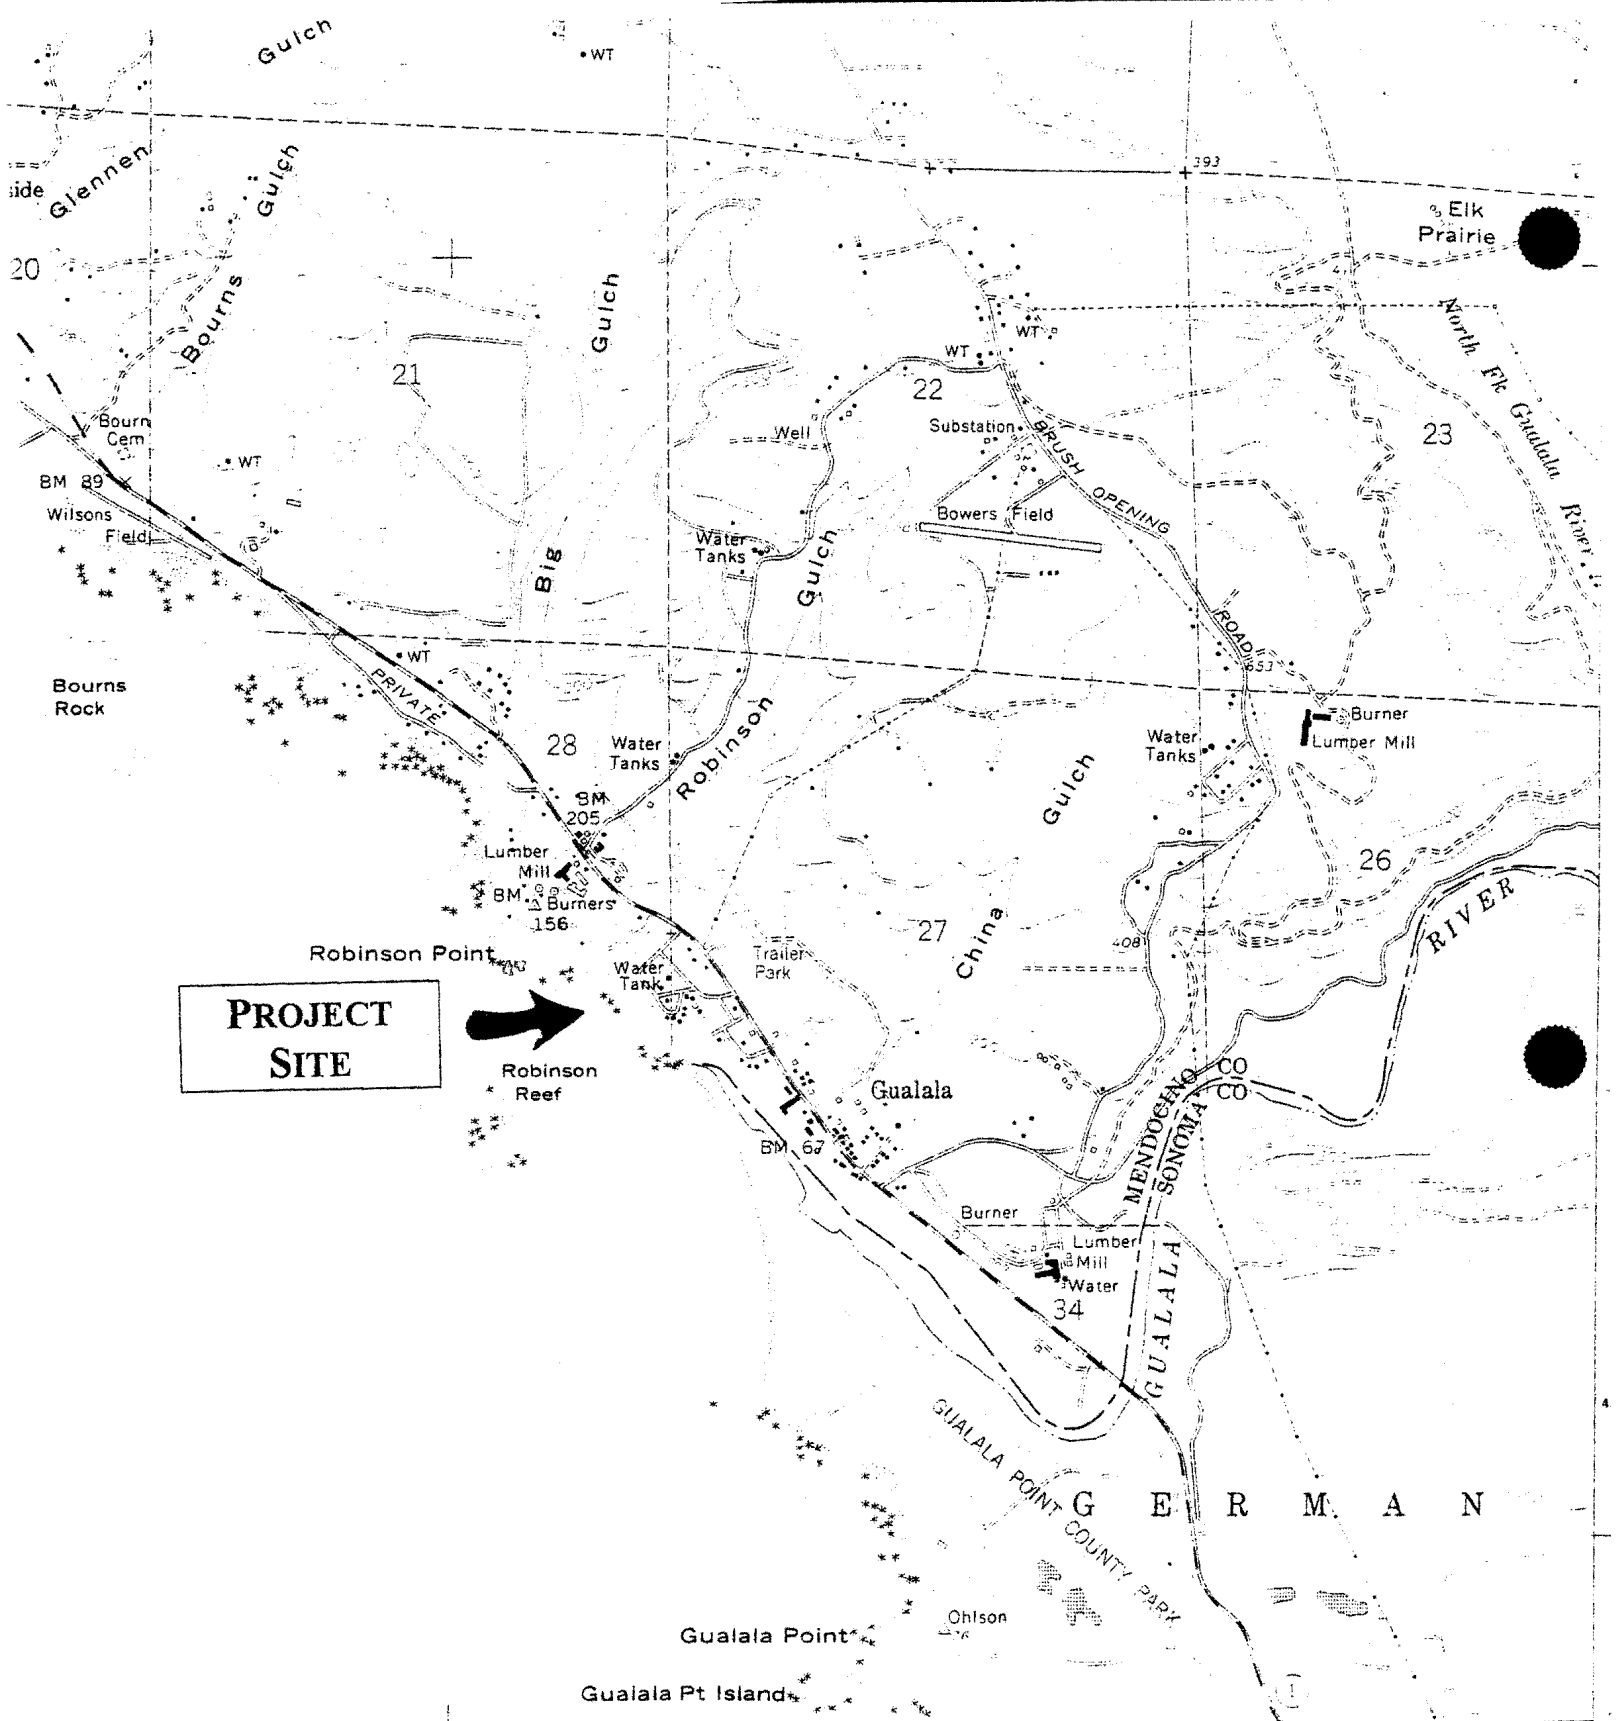 Gulch
WT
393
Glennen
Gulch
side
Elk
Prairie
20
Bourns
Gulch
North Fk Gualala River
WT
WT
21
22
Bourn
Cem
Well
Substation
BRUSH OPENING ROAD
23
WT
BM 89
Wilsons
Field
Bowers Field
Water
Tanks
Big
Gulch
653
WT
Bourns
Rock
PRIVATE
Robinson
28
Water
Tanks
Burner
Lumber Mill
Water
Tanks
Gulch
BM
205
Lumber
Mill
26
BM
Burners
156
27
China
408
RIVER
Robinson Point
Trailer
Park
Water
Tank
PROJECT
SITE
Robinson
Reef
Gualala
CO
CO
MENDOCINO
SONOMA
BM 67
Burner
Lumber
Mill
Water
34
GUALALA
GUALALA POINT COUNTY PARK
GERMAN
Ohlson
Gualala Point
Gualala Pt Island
1